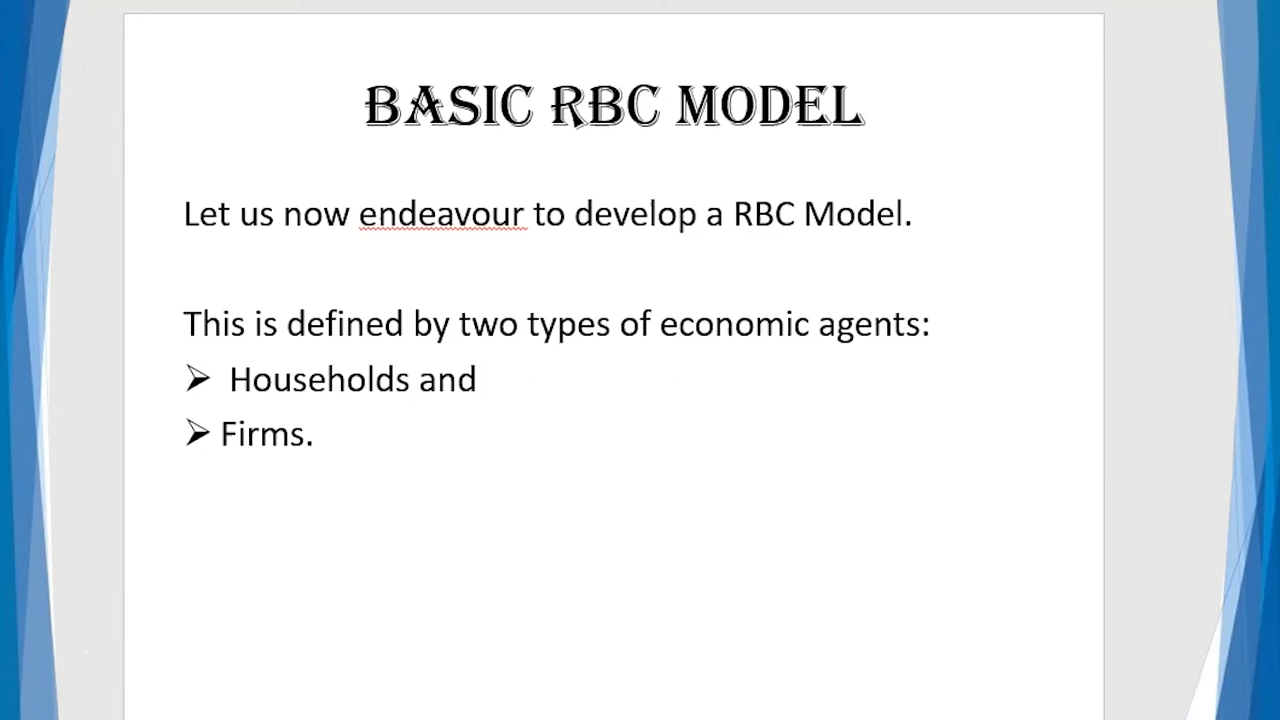 BASIC RBC MODEL
Let us now endeavour to develop a RBC Model.
This is defined by two types of economic agents:
➢ Households and
➢ Firms.